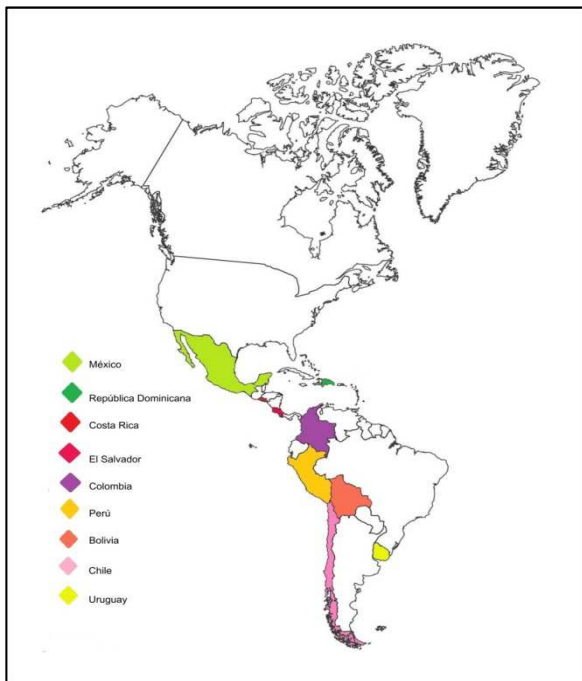 México
República Dominicana
Costa Rica
El Salvador
Colombia
Perú
Bolivia
Chile
Uruguay